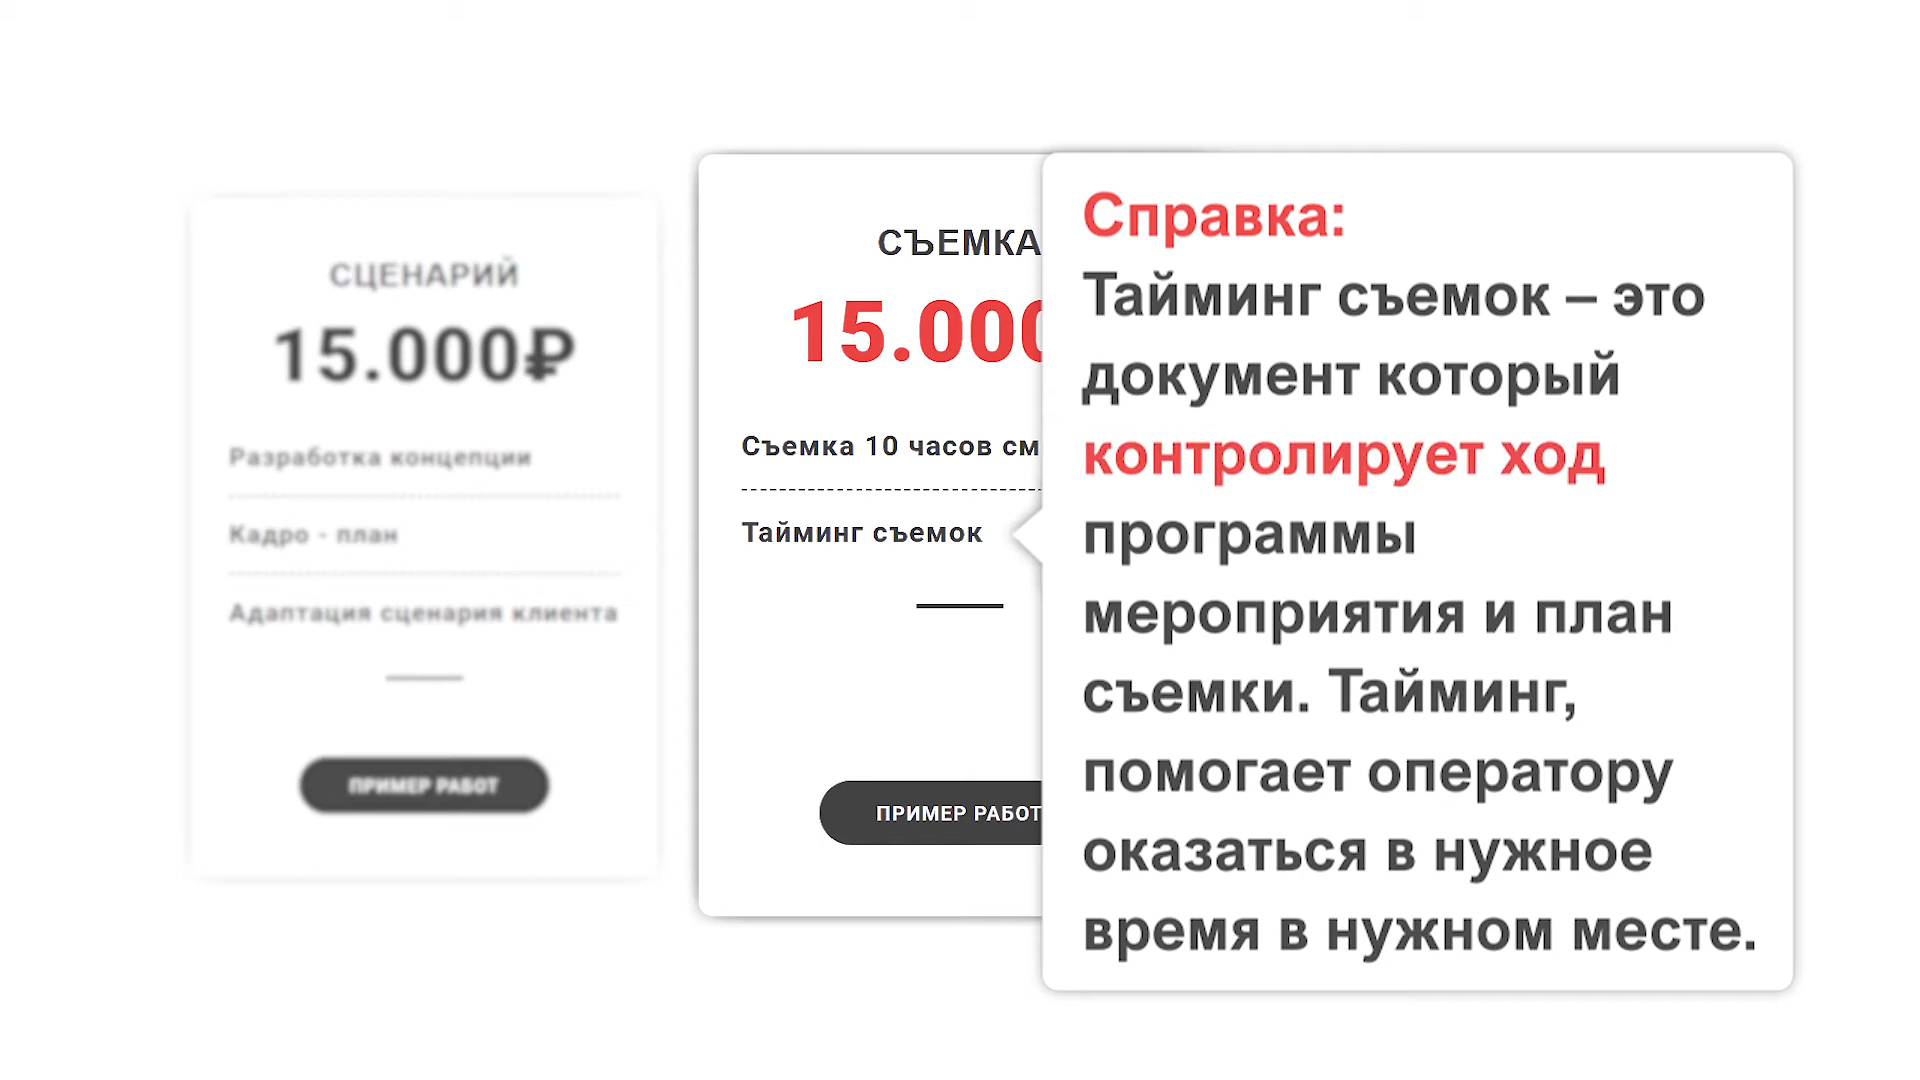 СЦЕНАРИЙ
15.000₽
Разработка концепции
Кадро - план
Адаптация сценария клиента
ПРИМЕР РАБОТ
СЪЕМКА
15.000
Съемка 10 часов см
Тайминг съемок
ПРИМЕР РАБОТ
Справка:
Тайминг съемок – это
документ который
контролирует ход
программы
мероприятия и план
съемки. Тайминг,
помогает оператору
оказаться в нужное
время в нужном месте.